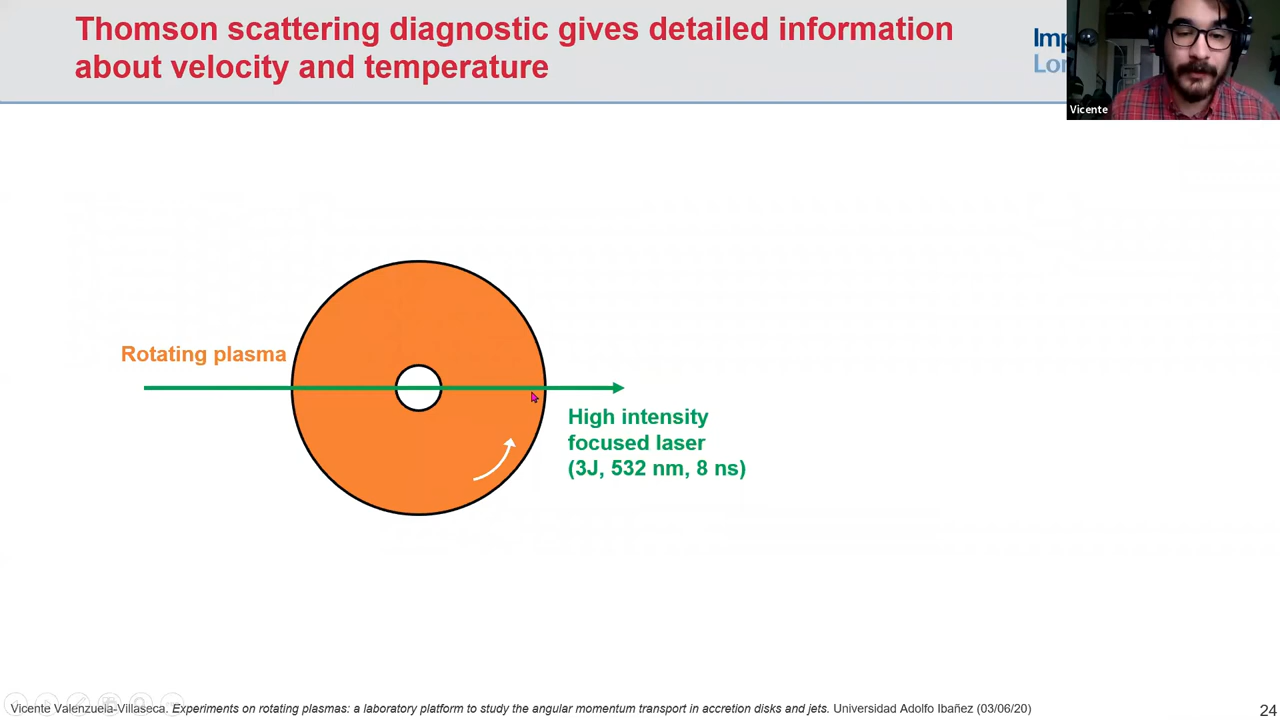 Thomson scattering diagnostic gives detailed information
about velocity and temperature
Vicente
Rotating plasma
High intensity
focused laser
(3J, 532 nm, 8 ns)
Vicente Valenzuela-Villaseca. Experiments on rotating plasmas: a laboratory platform to study the angular momentum transport in accretion disks and jets. Universidad Adolfo Ibañez (03/06/20)
24